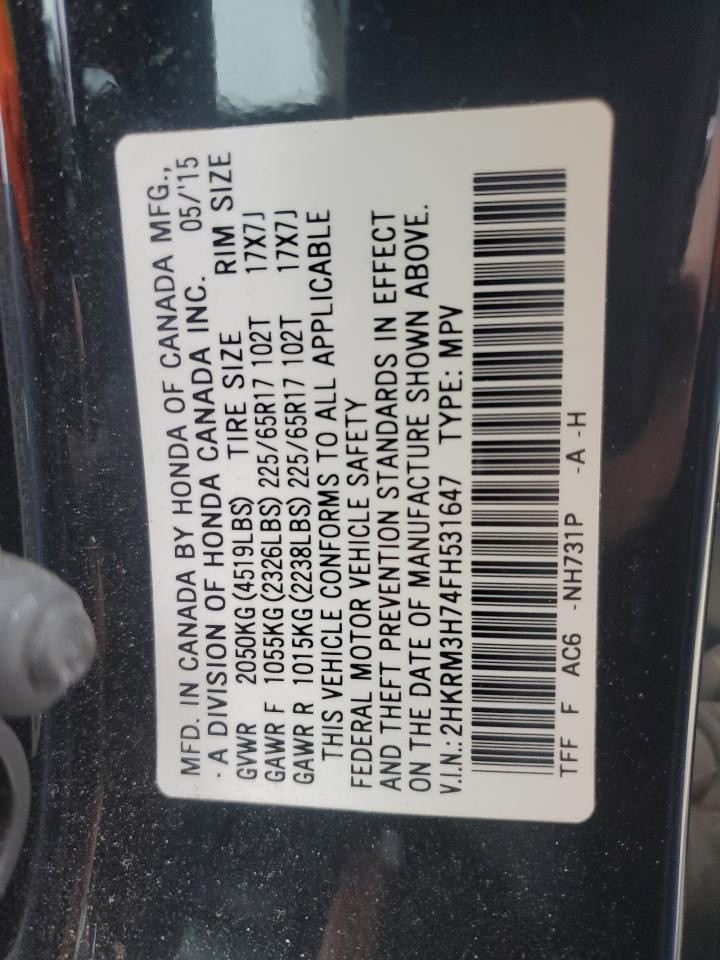 MFD. IN CANADA BY HONDA OF CANADA MFG.,
· A DIVISION OF HONDA CANADA INC. 05/'15
GVWR 2050KG(4519LBS) TIRE SIZE RIM SIZE
GAWR F 1055KG(2326LBS) 225/65R17 102T 17X7J
GAWR R 1015KG(2238LBS) 225/65R17 102T 17X7J
THIS VEHICLE CONFORMS TO ALL APPLICABLE
FEDERAL MOTOR VEHICLE SAFETY
AND THEFT PREVENTION STANDARDS IN EFFECT
ON THE DATE OF MANUFACTURE SHOWN ABOVE.
V.I.N.: 2HKRM3H74FH531647 TYPE: MPV
TFF F AC6 -NH731P -A -H